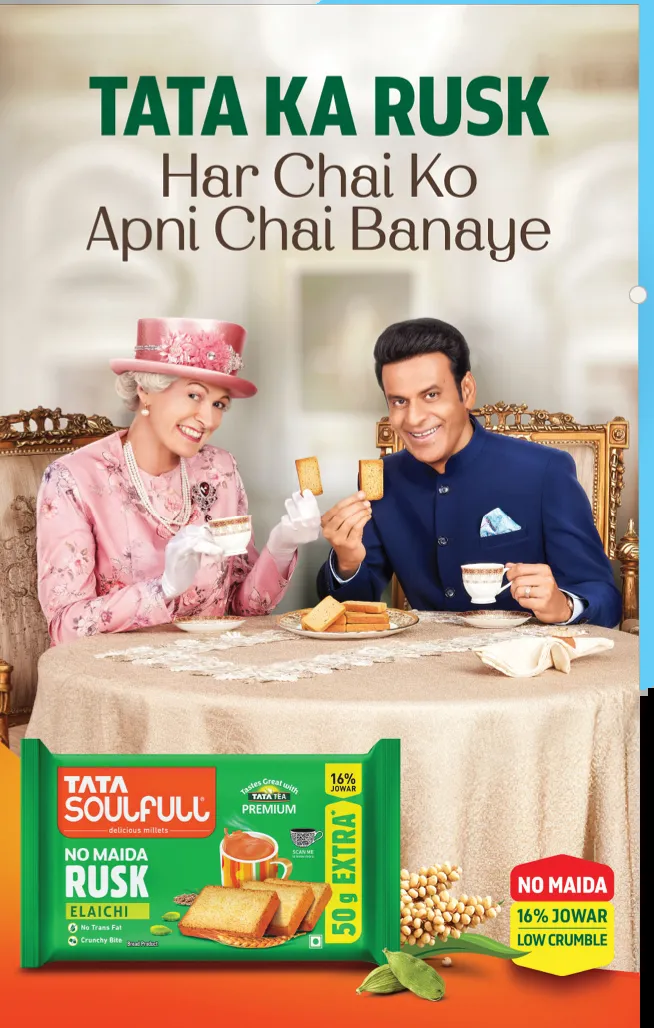 TATA KA RUSK
Har Chai Ko
Apni Chai Banaye
TATA
SOULFULL®
delicious millets
NO MAIDA
RUSK
ELAICHI
No Trans Fat
Crunchy Bite
Bread Product
Tastes Great with
TATA TEA
PREMIUM
SCAN ME
16%
JOWAR
50 g EXTRA*
NO MAIDA
16% JOWAR
LOW CRUMBLE